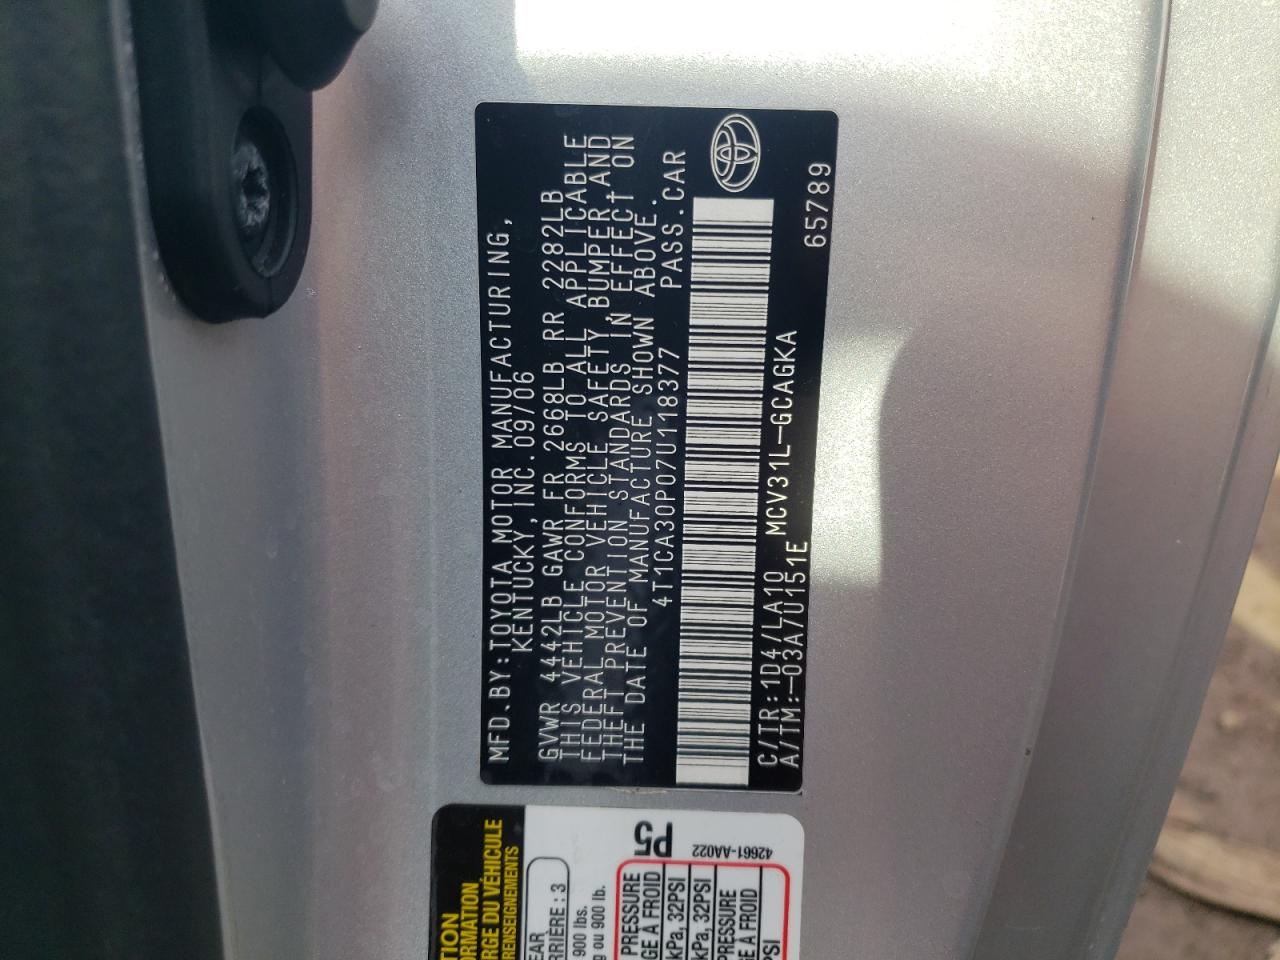 MFD.BY:TOYOTA MOTOR MANUFACTURING,
KENTUCKY,INC.09/06
GVWR 4442LB GAWR FR 2668LB RR 2282LB
THIS VEHICLE CONFORMS TO ALL APPLICABLE
FEDERAL MOTOR VEHICLE SAFETY,BUMPER,AND
THEFT PREVENTION STANDARDS IN EFFECT ON
THE DATE OF MANUFACTURE SHOWN ABOVE.
4T1CA30P07U118377 PASS.CAR
C/TR:1D4/LA10 MCV31L-GCAGKA
A/TM:-03A/U151E
65789
RGE DU VÉHICULE
RENSEIGNEMENTS
RRIÈRE : 3
900 lbs.
ou 900 lb.
P5
42661-AA022
PRESSURE
GE À FROID
kPa, 32PSI
kPa, 32PSI
PRESSURE
GE À FROID
PSI